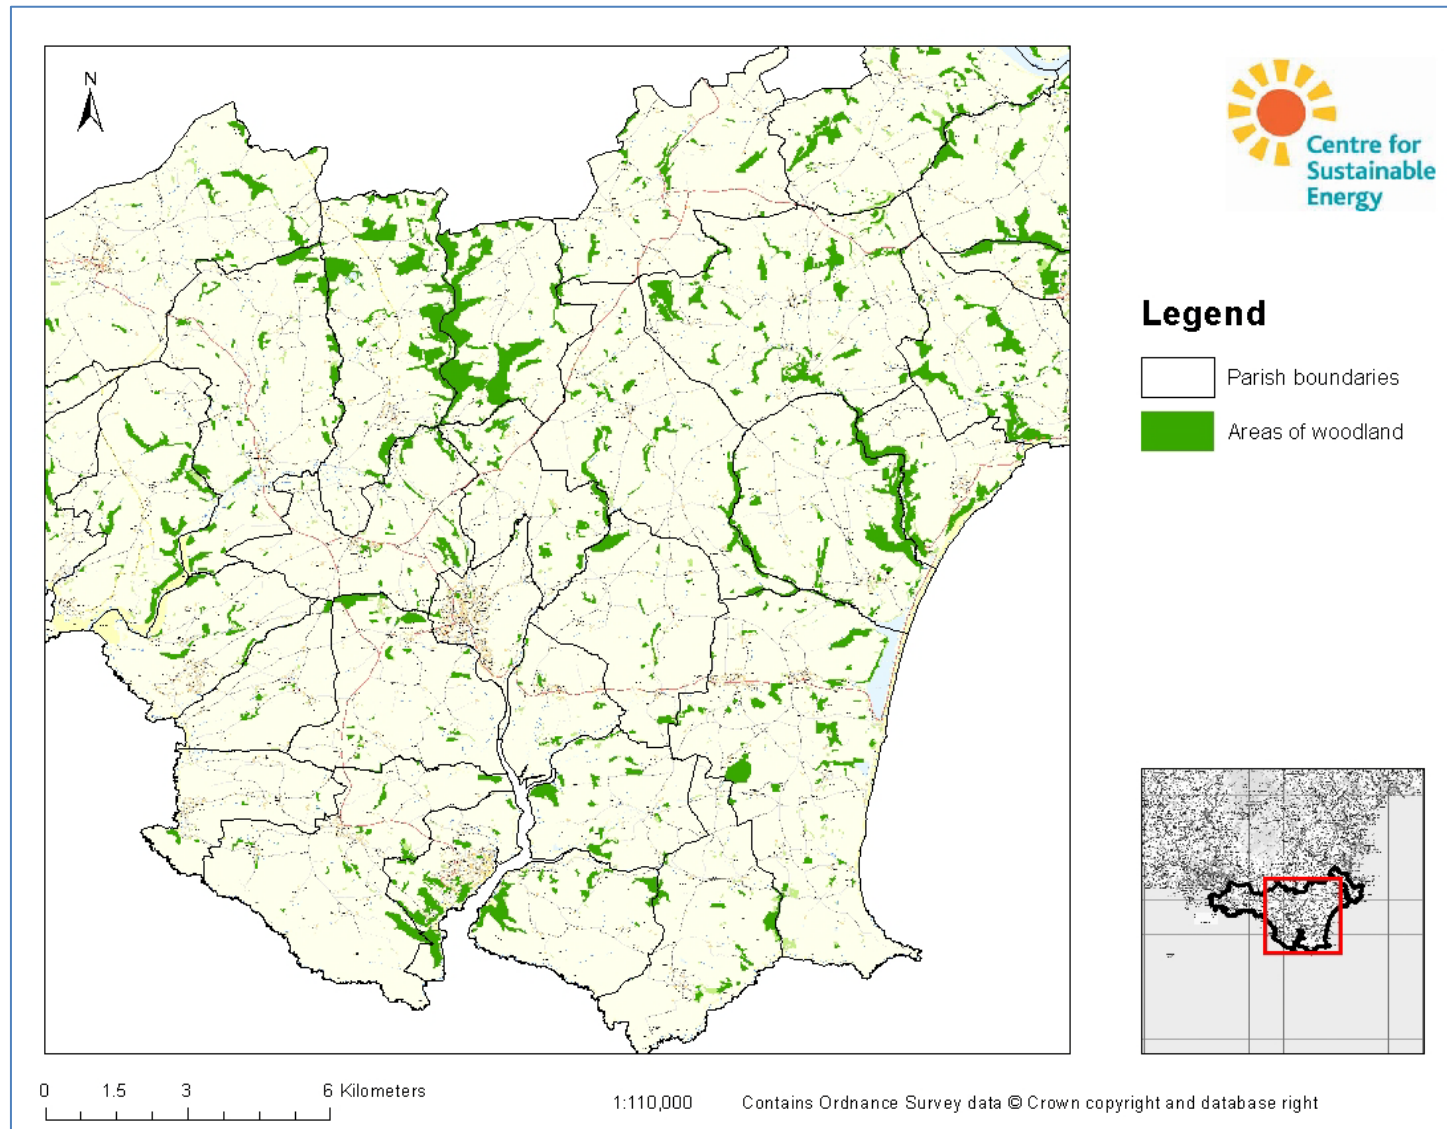 N
Centre for
Sustainable
Energy
Legend
Parish boundaries
Areas of woodland
0 1.5 3 6 Kilometers
1:110,000
Contains Ordnance Survey data © Crown copyright and database right